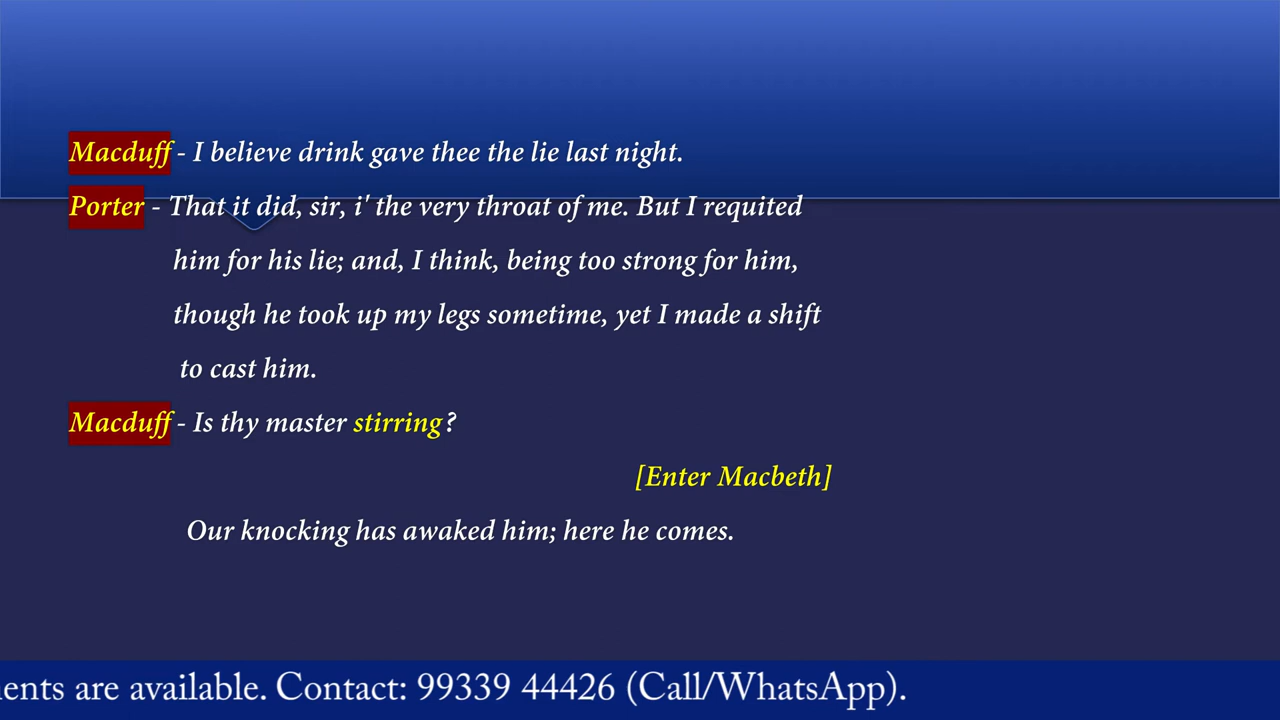 Macduff - I believe drink gave thee the lie last night.
Porter - That it did, sir, i' the very throat of me. But I requited
him for his lie; and, I think, being too strong for him,
though he took up my legs sometime, yet I made a shift
to cast him.
Macduff - Is thy master stirring?
[Enter Macbeth]
Our knocking has awaked him; here he comes.
are available. Contact: 99339 44426 (Call/WhatsApp).